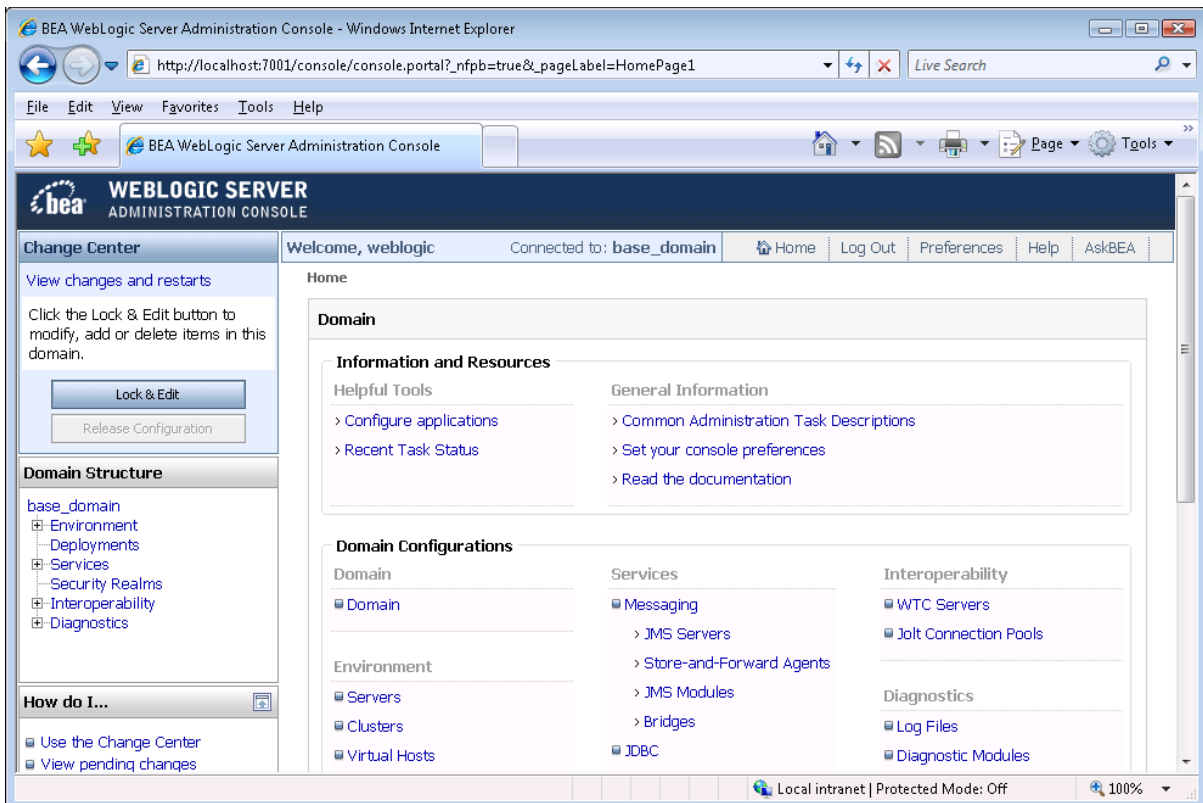 BEA WebLogic Server Administration Console - Windows Internet Explorer
http://localhost:7001/console/console.portal?_nfpb=true&_pageLabel=HomePage1
Live Search
File Edit View Favorites Tools Help
BEA WebLogic Server Administration Console
Page Tools
bea WEBLOGIC SERVER
ADMINISTRATION CONSOLE
Change Center
View changes and restarts
Click the Lock & Edit button to
modify, add or delete items in this
domain.
Lock & Edit
Release Configuration
Domain Structure
base_domain
Environment
Deployments
Services
Security Realms
Interoperability
Diagnostics
How do I...
Use the Change Center
View pending changes
Welcome, weblogic Connected to: base_domain Home Log Out Preferences Help AskBEA
Home
Domain
Information and Resources
Helpful Tools
Configure applications
Recent Task Status
General Information
Common Administration Task Descriptions
Set your console preferences
Read the documentation
Domain Configurations
Domain
Domain
Environment
Servers
Clusters
Virtual Hosts
Services
Messaging
JMS Servers
Store-and-Forward Agents
JMS Modules
Bridges
JDBC
Interoperability
WTC Servers
Jolt Connection Pools
Diagnostics
Log Files
Diagnostic Modules
Local intranet | Protected Mode: Off 100%